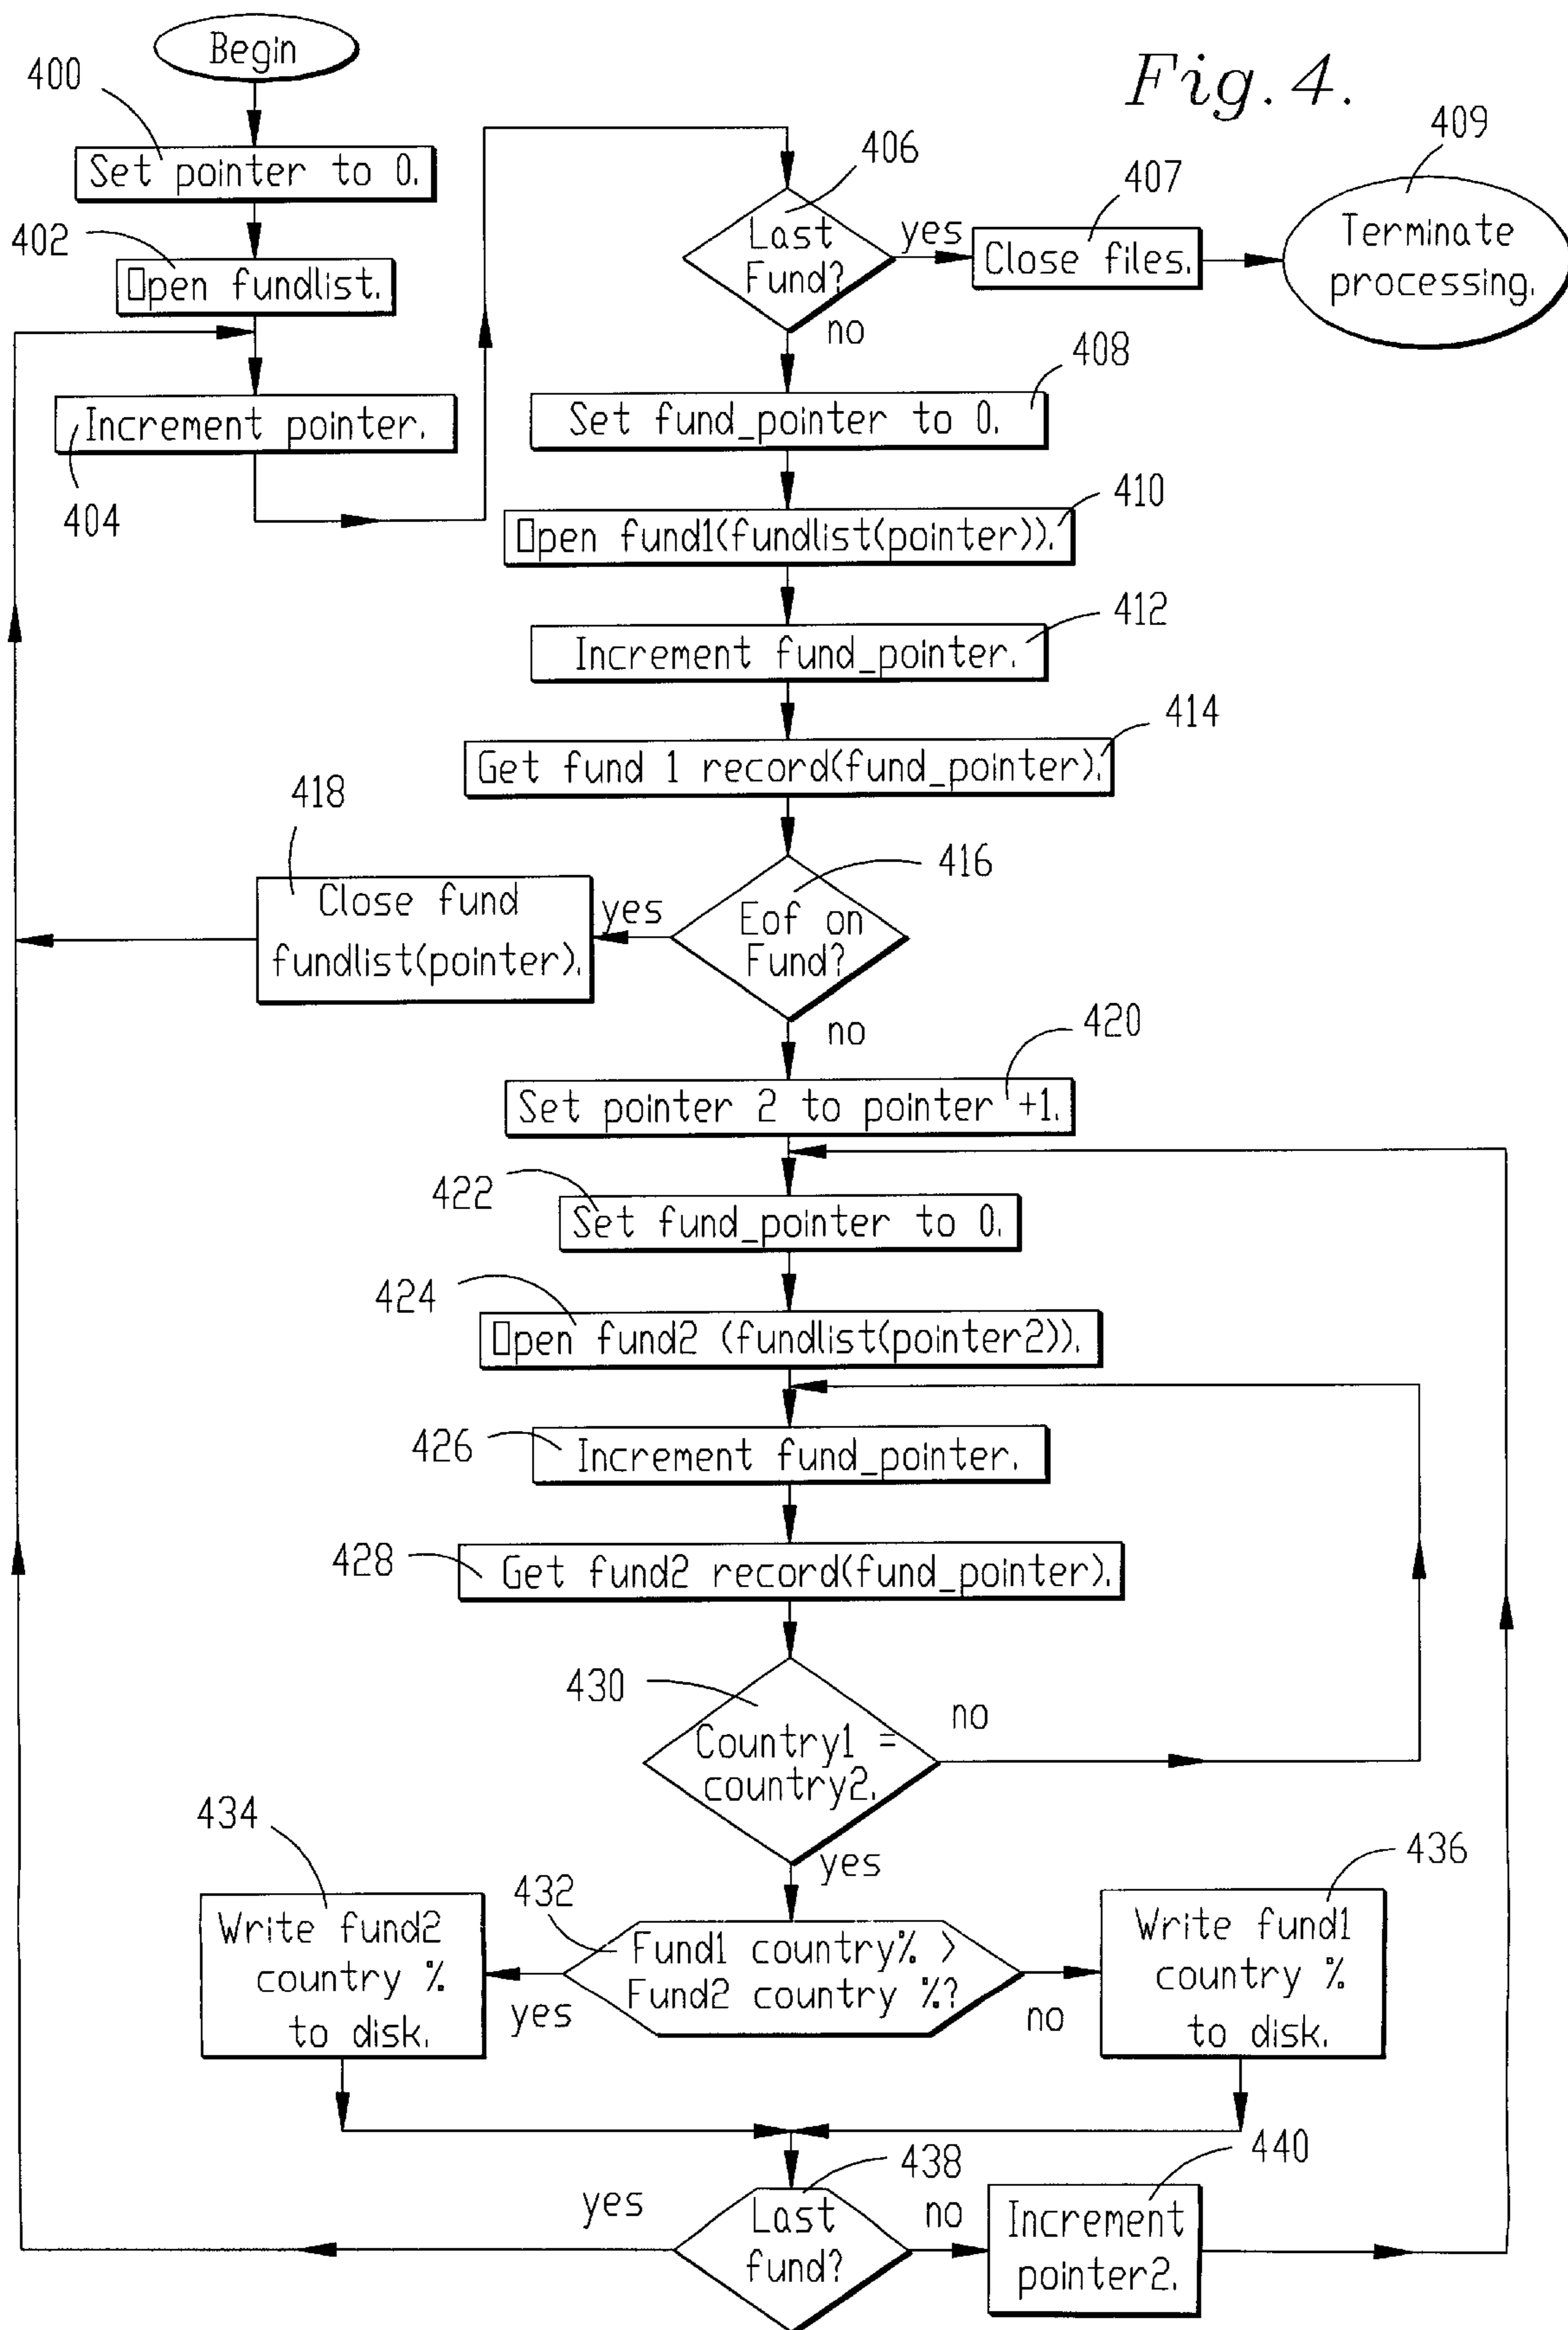 Begin
Fig. 4.
400
Set pointer to 0.
402
Open fundlist.
Increment pointer.
404
406
Last
Fund?
yes
no
407
Close files.
409
Terminate
processing.
408
Set fund_pointer to 0.
410
Open fund1(fundlist(pointer)).
412
Increment fund_pointer.
414
Get fund 1 record(fund_pointer).
416
Eof on
Fund?
yes
no
418
Close fund
fundlist(pointer).
420
Set pointer 2 to pointer +1.
422
Set fund_pointer to 0.
424
Open fund2 (fundlist(pointer2)).
426
Increment fund_pointer.
428
Get fund2 record(fund_pointer).
430
Country1 =
country2.
no
yes
432
Fund1 country% >
Fund2 country %?
yes
no
434
Write fund2
country %
to disk.
436
Write fund1
country %
to disk.
438
Last
fund?
yes
no
440
Increment
pointer2.